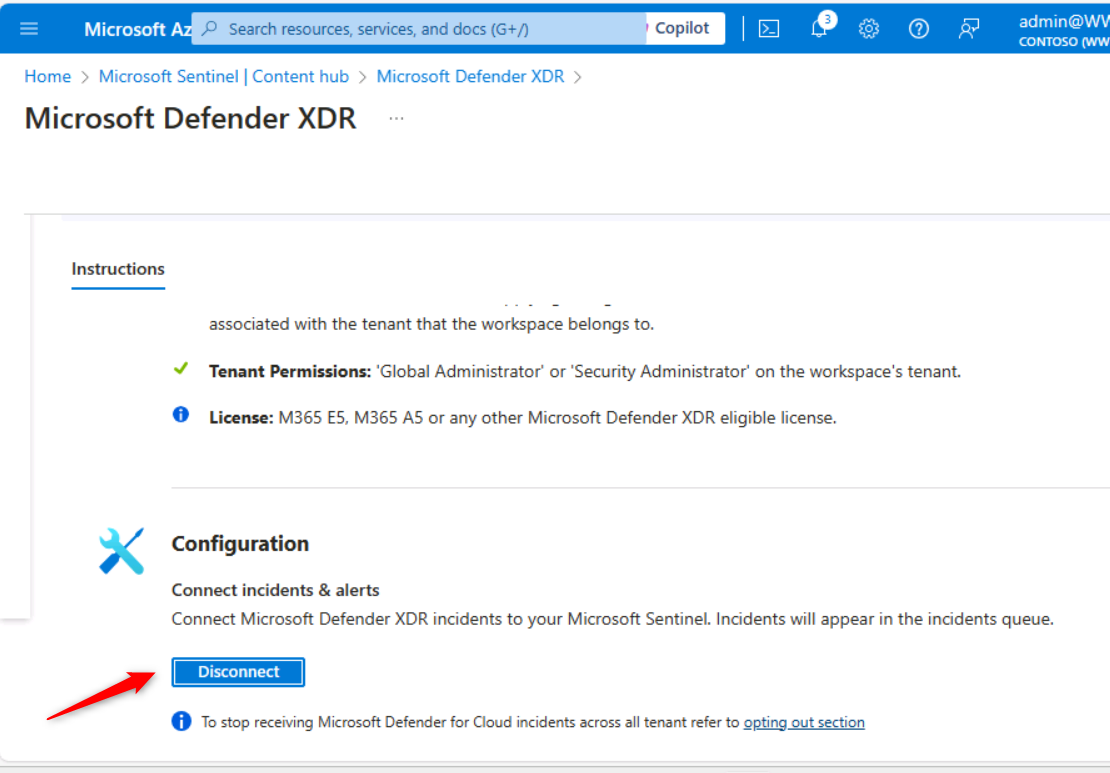 Microsoft Az Search resources, services, and docs (G+/) Copilot 3 admin@WW
CONTOSO (WW
Home > Microsoft Sentinel | Content hub > Microsoft Defender XDR >
Microsoft Defender XDR ...
Instructions
associated with the tenant that the workspace belongs to.
Tenant Permissions: 'Global Administrator' or 'Security Administrator' on the workspace's tenant.
License: M365 E5, M365 A5 or any other Microsoft Defender XDR eligible license.
Configuration
Connect incidents & alerts
Connect Microsoft Defender XDR incidents to your Microsoft Sentinel. Incidents will appear in the incidents queue.
Disconnect
To stop receiving Microsoft Defender for Cloud incidents across all tenant refer to opting out section